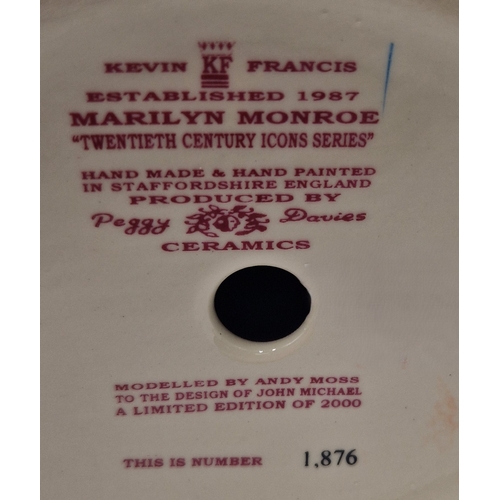 KEVIN KF FRANCIS
ESTABLISHED 1987
MARILYN MONROE
"TWENTIETH CENTURY ICONS SERIES"
HAND MADE & HAND PAINTED
IN STAFFORDSHIRE ENGLAND
PRODUCED BY
Peggy Davies
CERAMICS
MODELLED BY ANDY MOSS
TO THE DESIGN OF JOHN MICHAEL
A LIMITED EDITION OF 2000
THIS IS NUMBER 1,876